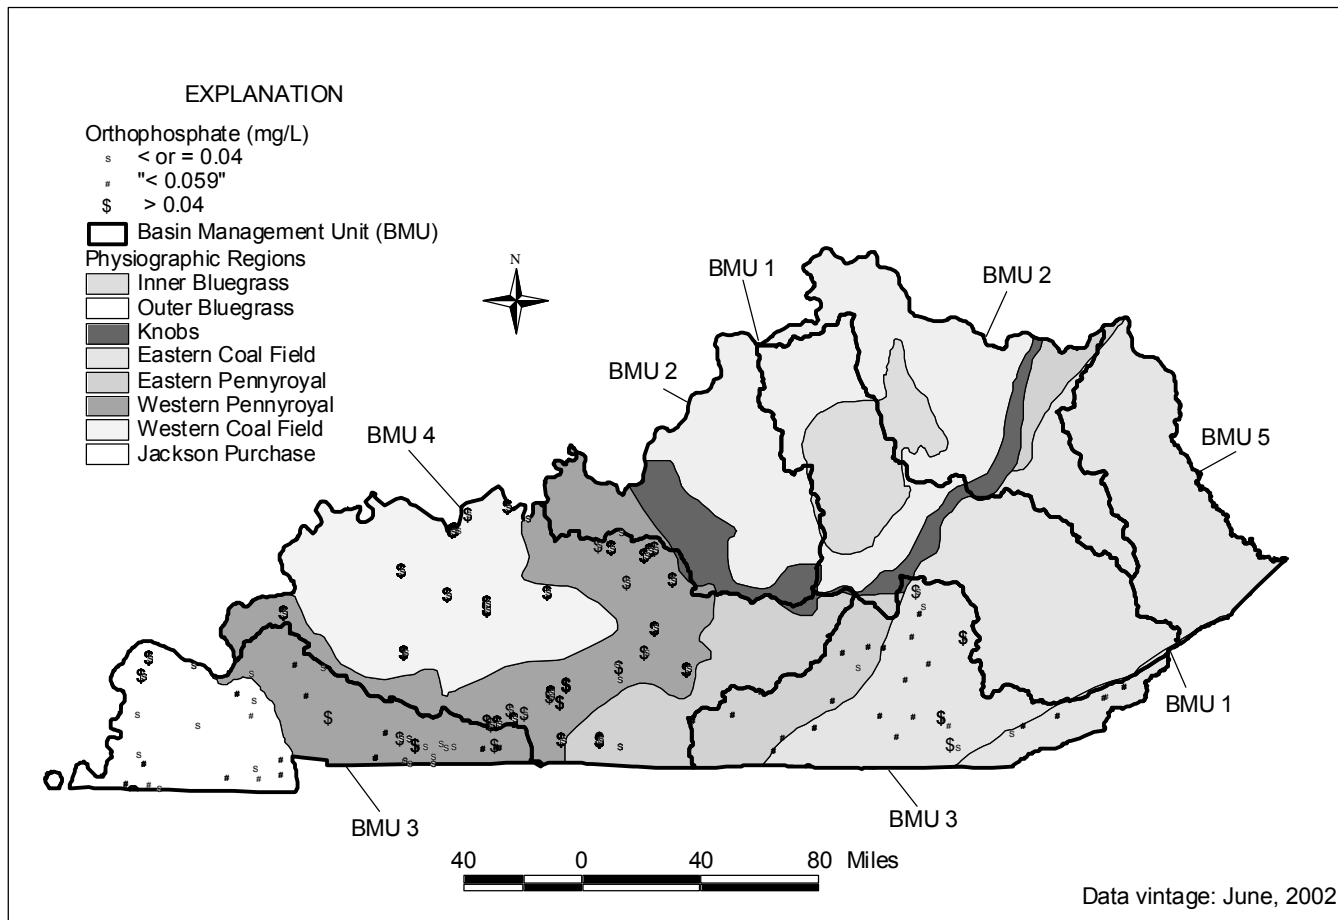 EXPLANATION
Orthophosphate (mg/L)
s < or = 0.04
# "< 0.059"
$ > 0.04
Basin Management Unit (BMU)
Physiographic Regions
Inner Bluegrass
Outer Bluegrass
Knobs
Eastern Coal Field
Eastern Pennyroyal
Western Pennyroyal
Western Coal Field
Jackson Purchase
N
BMU 1
BMU 2
BMU 2
BMU 4
BMU 5
BMU 1
BMU 3
BMU 3
40 0 40 80 Miles
Data vintage: June, 2002